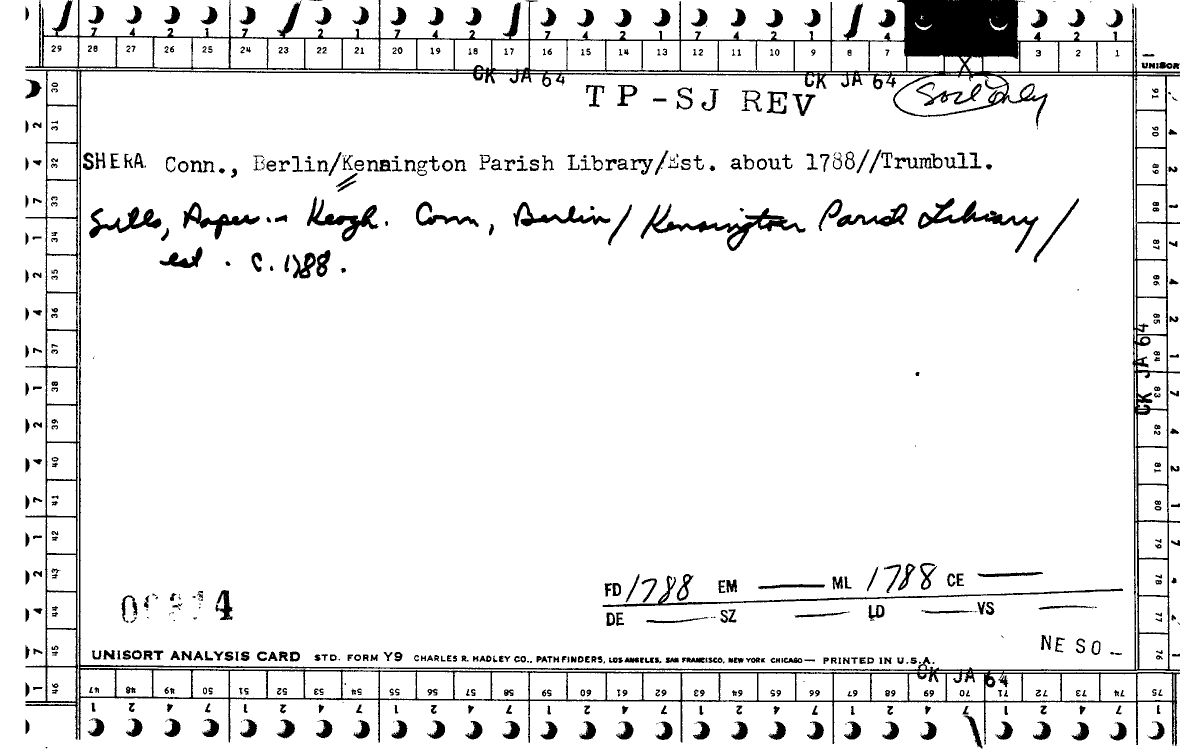 7 4 2 1 7 4 2 1 7 4 2 1 7 4 2 1 7 4 2 1 7 4 2 1
29 28 27 26 25 24 23 22 21 20 19 18 17 16 15 14 13 12 11 10 9 8 7 3 2 1
UNISORT
CK JA 64 CK JA 64 X
TP-SJ REV Socl Only
SHERA Conn., Berlin/Kensington Parish Library/Est. about 1788//Trumbull.
Sills, Paper in Keogh. Conn, Berlin / Kensington Parish Library /
est. c. 1788.
30 31 32 33 34 35 36 37 38 39 40 41 42 43 44 45 46
91 90 89 88 87 86 85 84 83 82 81 80 79 78 77 76
CK JA 64
FD 1788 EM — ML 1788 CE —
DE — SZ — LD — VS —
NE SO -
UNISORT ANALYSIS CARD STD. FORM Y9 CHARLES R. HADLEY CO., PATHFINDERS, LOS ANGELES, SAN FRANCISCO, NEW YORK CHICAGO — PRINTED IN U.S.A.
CK JA 64
47 48 49 50 51 52 53 54 55 56 57 58 59 60 61 62 63 64 65 66 67 68 69 70 71 72 73 74 75
1 2 4 7 1 2 4 7 1 2 4 7 1 2 4 7 1 2 4 7 1 2 4 7 1 2 4 7 1